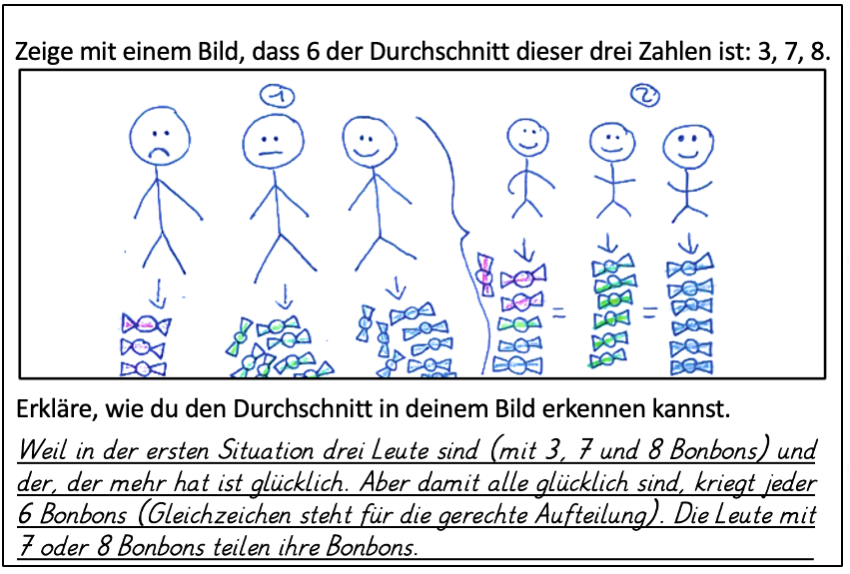 Zeige mit einem Bild, dass 6 der Durchschnitt dieser drei Zahlen ist: 3, 7, 8.
1
2
= =
Erkläre, wie du den Durchschnitt in deinem Bild erkennen kannst.
Weil in der ersten Situation drei Leute sind (mit 3, 7 und 8 Bonbons) und
der, der mehr hat ist glücklich. Aber damit alle glücklich sind, kriegt jeder
6 Bonbons (Gleichzeichen steht für die gerechte Aufteilung). Die Leute mit
7 oder 8 Bonbons teilen ihre Bonbons.